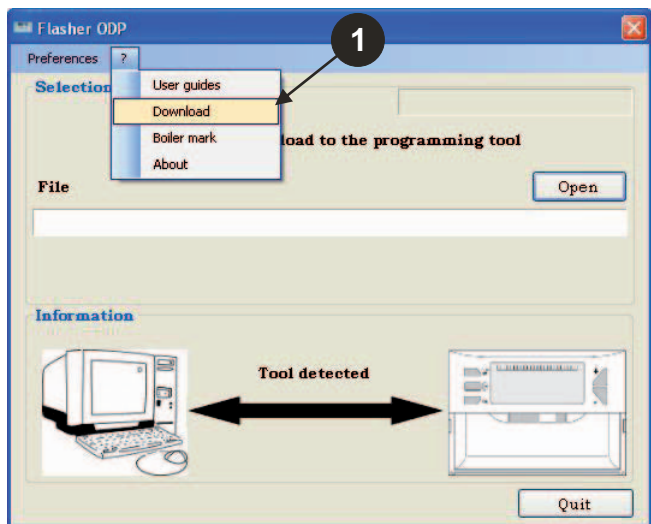 Flasher ODP
1
Preferences ?
Selection
User guides
Download
Boiler mark
About
load to the programming tool
File
Open
Information
Tool detected
Quit